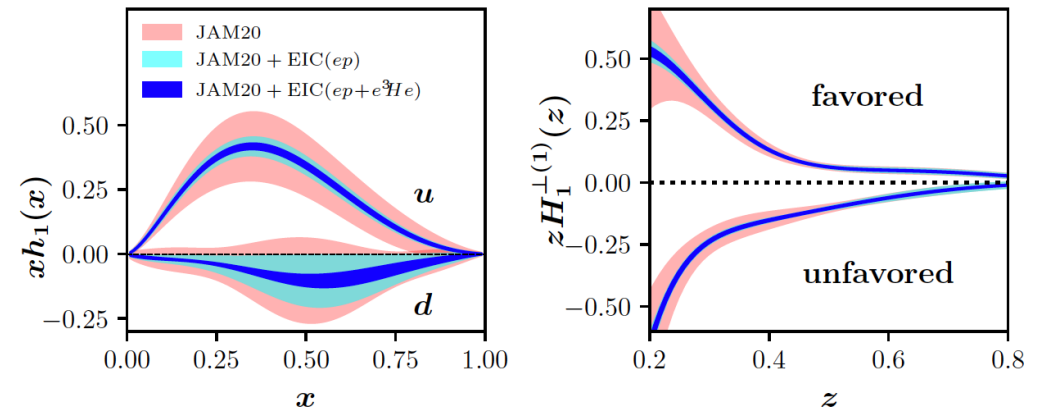 JAM20
JAM20 + EIC(ep)
JAM20 + EIC(ep+e³He)
xh₁(x)
0.50
0.25
0.00
−0.25
u
d
0.00 0.25 0.50 0.75 1.00
x
zH₁^⊥(1)(z)
0.50
0.25
0.00
−0.25
−0.50
favored
unfavored
0.2 0.4 0.6 0.8
z